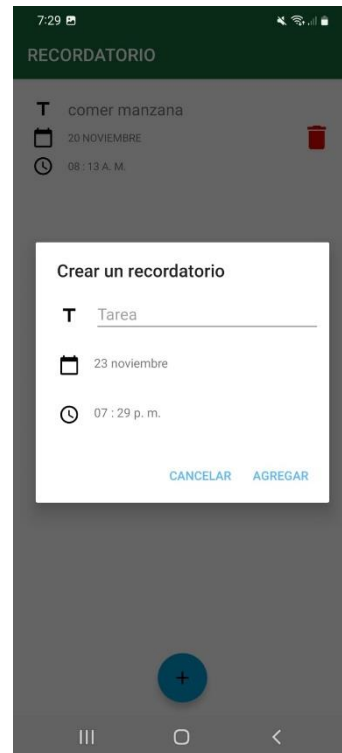 7:29
RECORDATORIO
T comer manzana
20 NOVIEMBRE
08 : 13 A. M.
Crear un recordatorio
T Tarea
23 noviembre
07 : 29 p. m.
CANCELAR AGREGAR
+